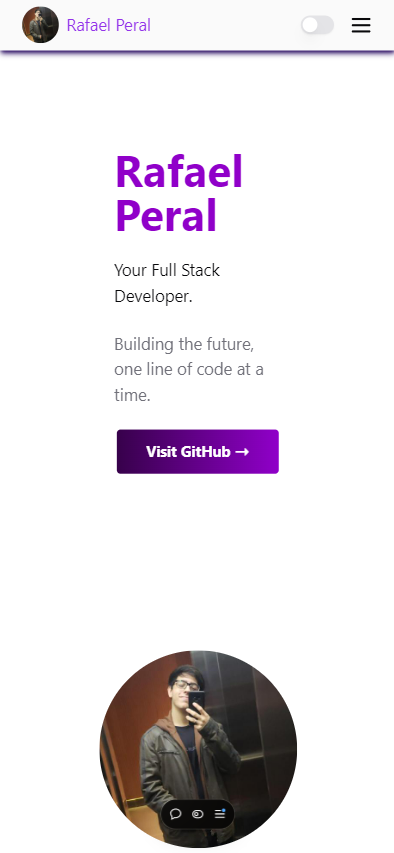 Rafael Peral
Rafael
Peral
Your Full Stack
Developer.
Building the future,
one line of code at a
time.
Visit GitHub →